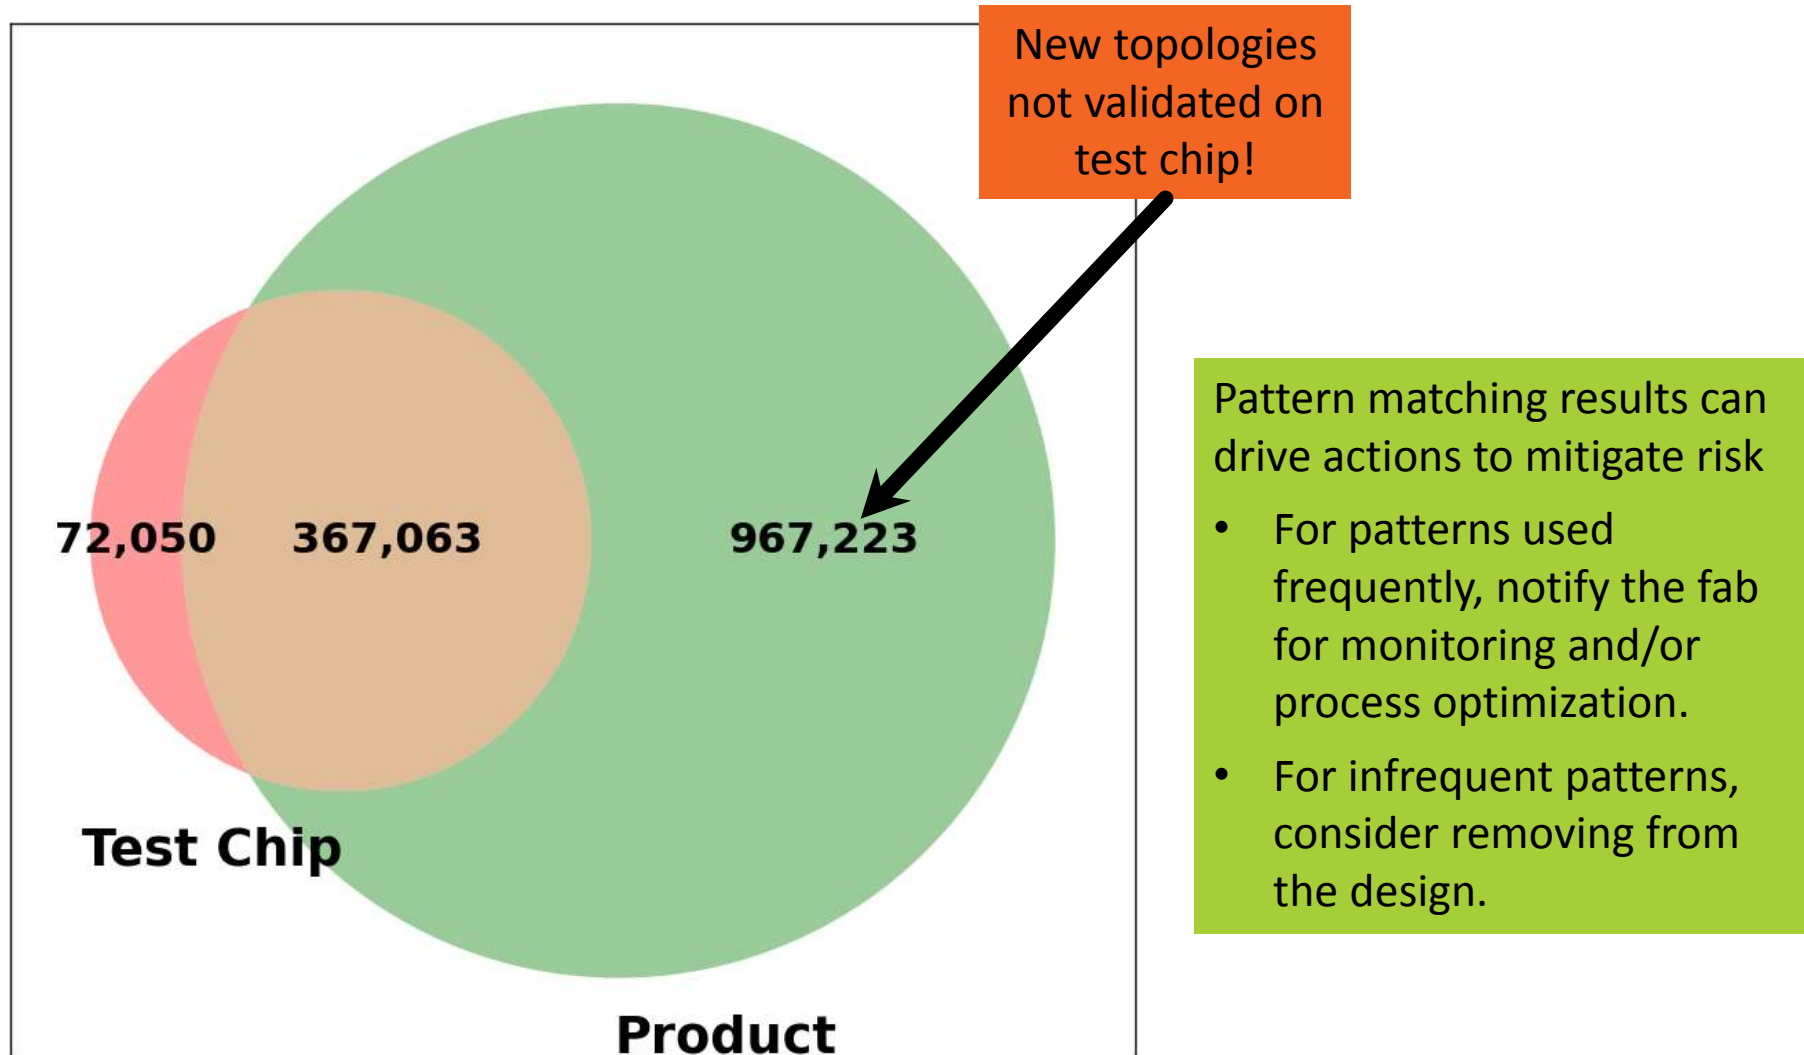 New topologies
not validated on
test chip!
72,050
367,063
967,223
Test Chip
Product
Pattern matching results can
drive actions to mitigate risk
• For patterns used
frequently, notify the fab
for monitoring and/or
process optimization.
• For infrequent patterns,
consider removing from
the design.